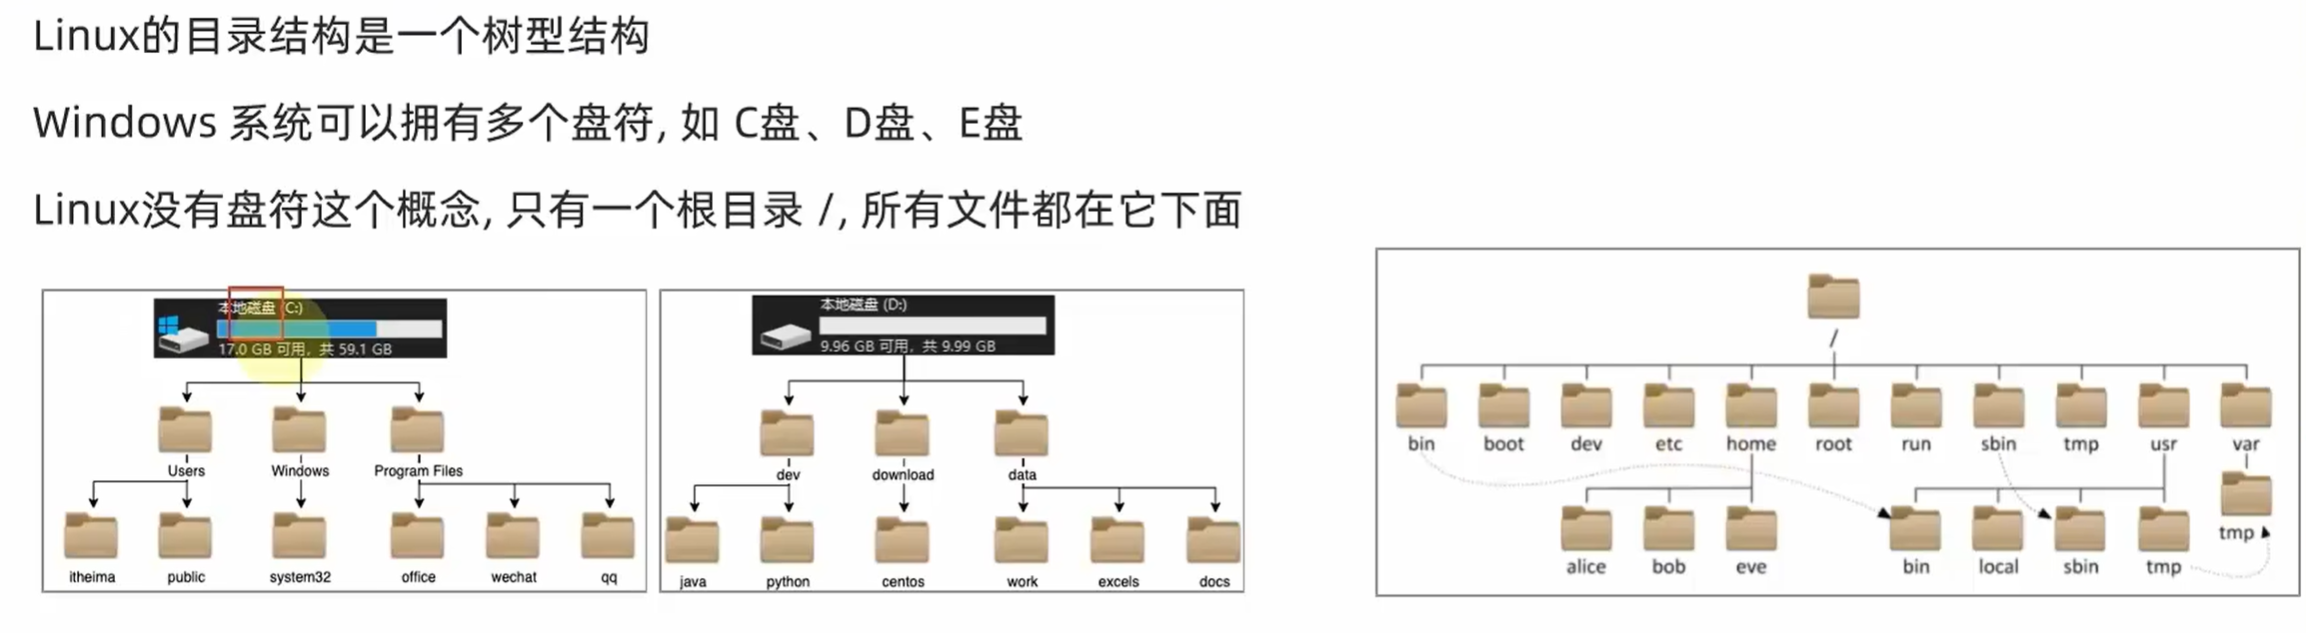 Linux的目录结构是一个树型结构
Windows 系统可以拥有多个盘符, 如 C盘、D盘、E盘
Linux没有盘符这个概念, 只有一个根目录 /, 所有文件都在它下面
本地磁盘 (C:)
17.0 GB 可用，共 59.1 GB
Users Windows Program Files
itheima public system32 office wechat qq
本地磁盘 (D:)
9.96 GB 可用，共 9.99 GB
dev download data
java python centos work excels docs
/
bin boot dev etc home root run sbin tmp usr var
tmp
alice bob eve bin local sbin tmp